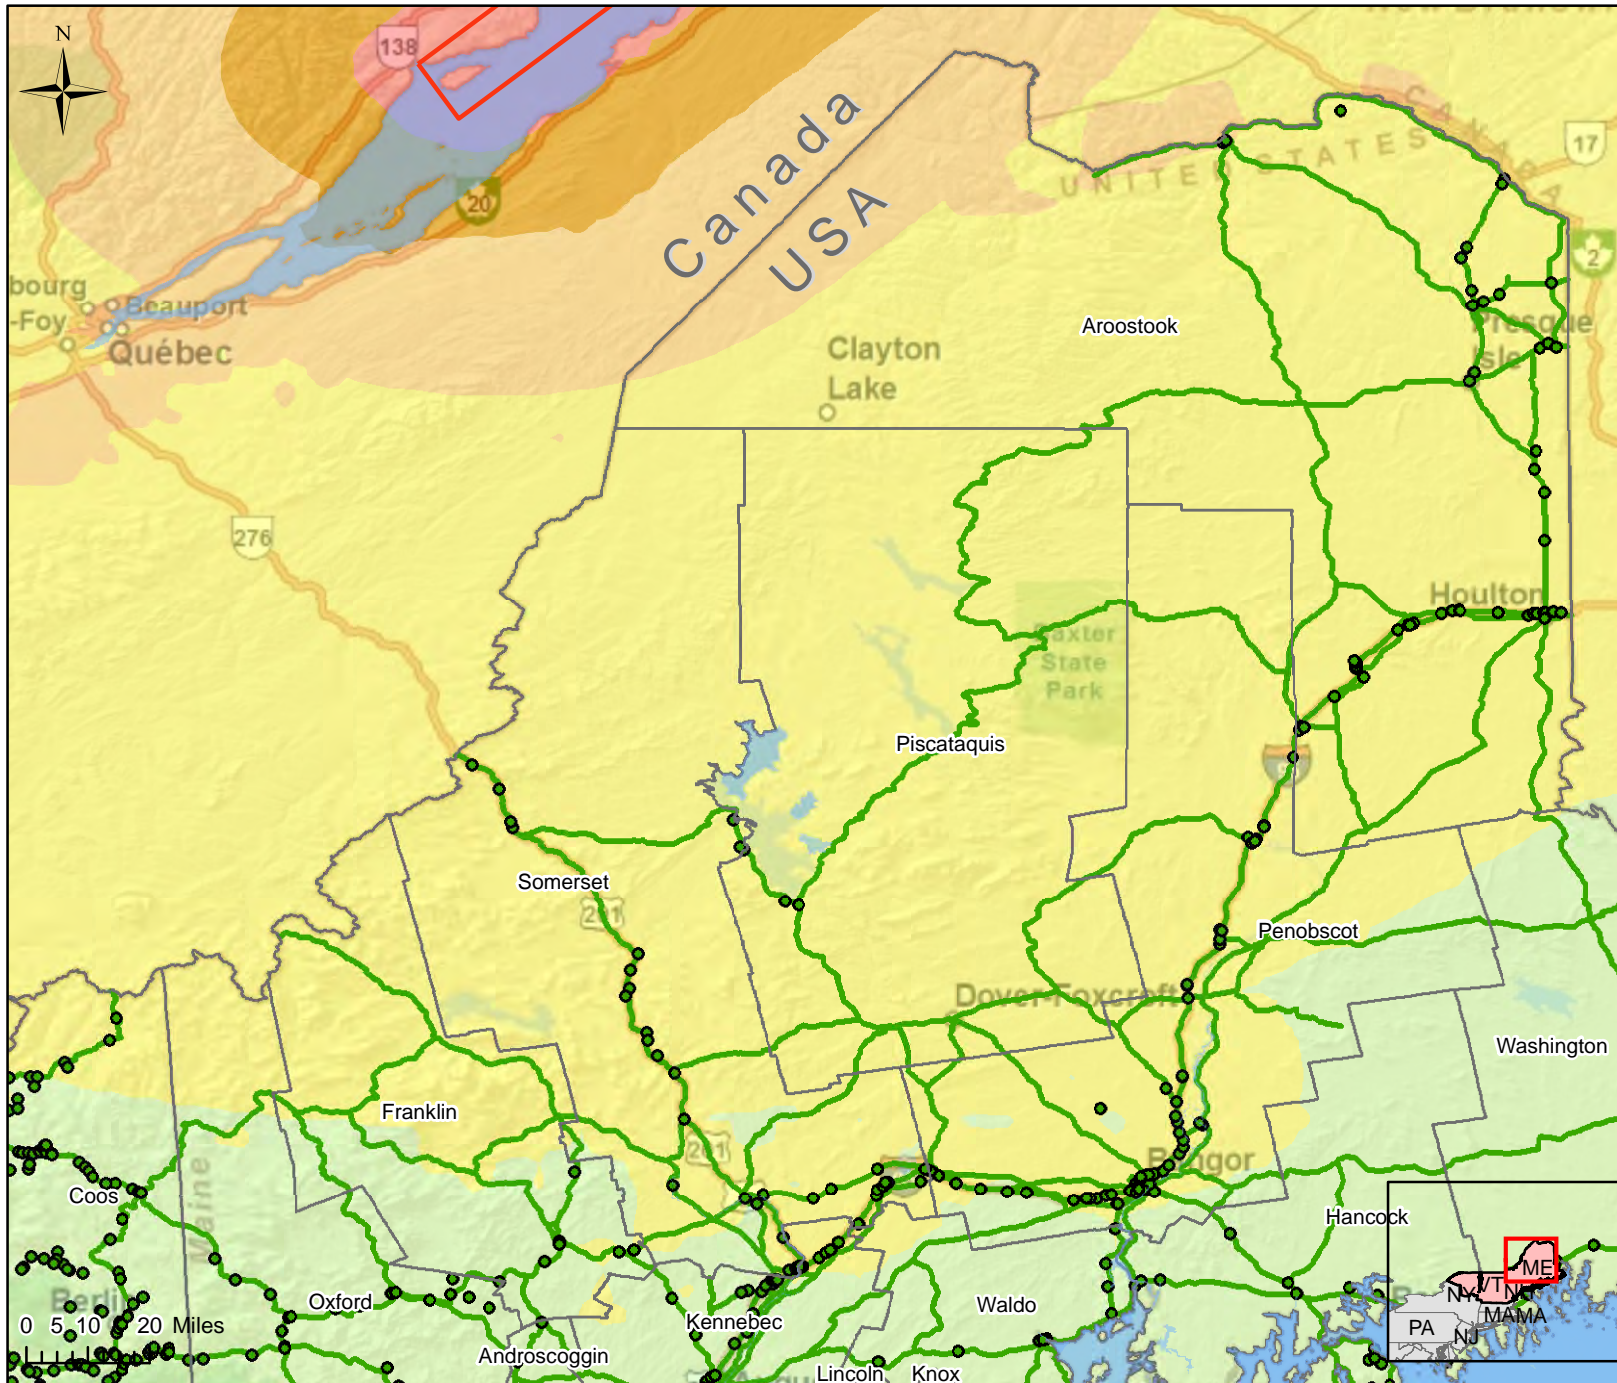 N
138
Canada
USA
CANADA
UNITED STATES
17
20
2
bourg
-Foy
Beauport
Québec
Aroostook
Presque
Isle
Clayton
Lake
276
Houlton
Baxter
State
Park
Piscataquis
Somerset
201
Penobscot
Dover-Foxcroft
Washington
Franklin
201
Bangor
Coos
Maine
Hancock
Oxford
Waldo
Kennebec
Androscoggin
Lincoln
Knox
0 5 10 20 Miles
ME
VT
NH
NY
MA
MA
PA
NJ